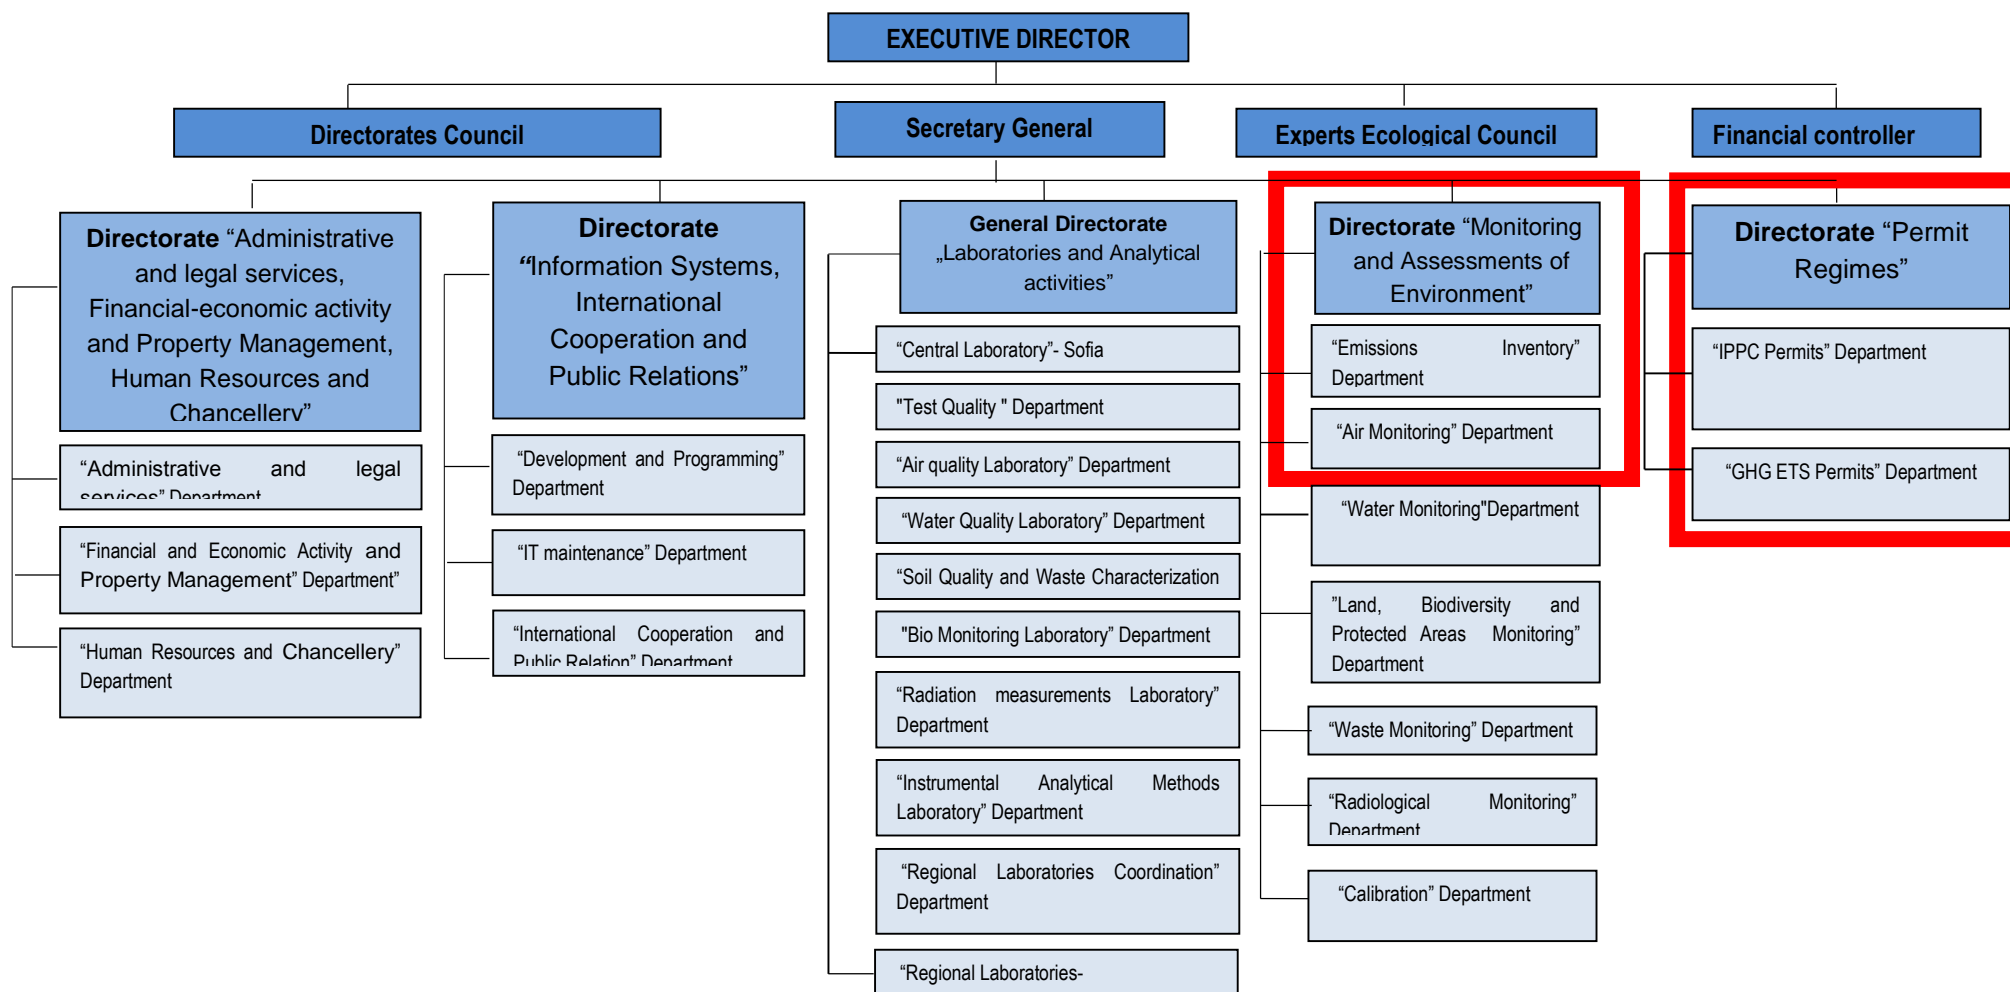 EXECUTIVE DIRECTOR
Directorates Council
Secretary General
Experts Ecological Council
Financial controller
Directorate “Administrative
and legal services,
Financial-economic activity
and Property Management,
Human Resources and
Chancellery”
“Administrative and legal
services” Department
“Financial and Economic Activity and
Property Management” Department”
“Human Resources and Chancellery”
Department
Directorate
“Information Systems,
International
Cooperation and
Public Relations”
“Development and Programming”
Department
“IT maintenance” Department
“International Cooperation and
Public Relation” Department
General Directorate
„Laboratories and Analytical
activities”
“Central Laboratory”- Sofia
"Test Quality " Department
“Air quality Laboratory” Department
“Water Quality Laboratory” Department
“Soil Quality and Waste Characterization
"Bio Monitoring Laboratory” Department
“Radiation measurements Laboratory”
Department
“Instrumental Analytical Methods
Laboratory” Department
“Regional Laboratories Coordination”
Department
“Regional Laboratories-
Directorate “Monitoring
and Assessments of
Environment”
“Emissions Inventory”
Department
“Air Monitoring” Department
“Water Monitoring"Department
”Land, Biodiversity and
Protected Areas Monitoring”
Department
“Waste Monitoring” Department
“Radiological Monitoring”
Department
“Calibration” Department
Directorate “Permit
Regimes”
“IPPC Permits” Department
“GHG ETS Permits” Department